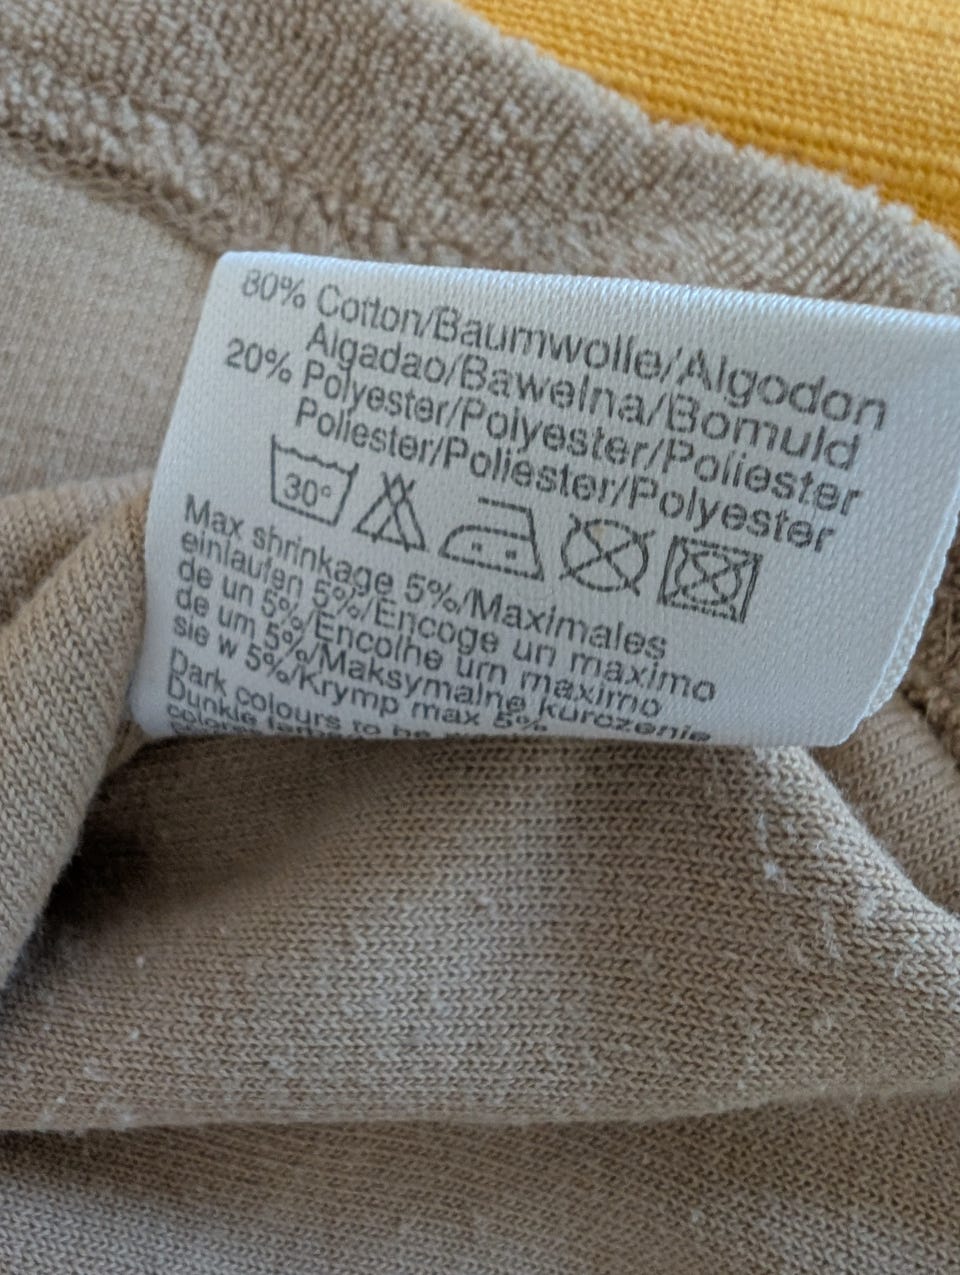 80% Cotton/Baumwolle/Algodon
Algadao/Bawelna/Bomuld
20% Polyester/Polyester/Poliester
Poliester/Poliester/Polyester
30°
Max shrinkage 5%/Maximales
einlaufen 5%/Encoge un maximo
de un 5%/Encolhe um maximo
de um 5%/Maksymalne kurczenie
sie w 5%/Krymp max 5%
Dark colours to be
Dunkle